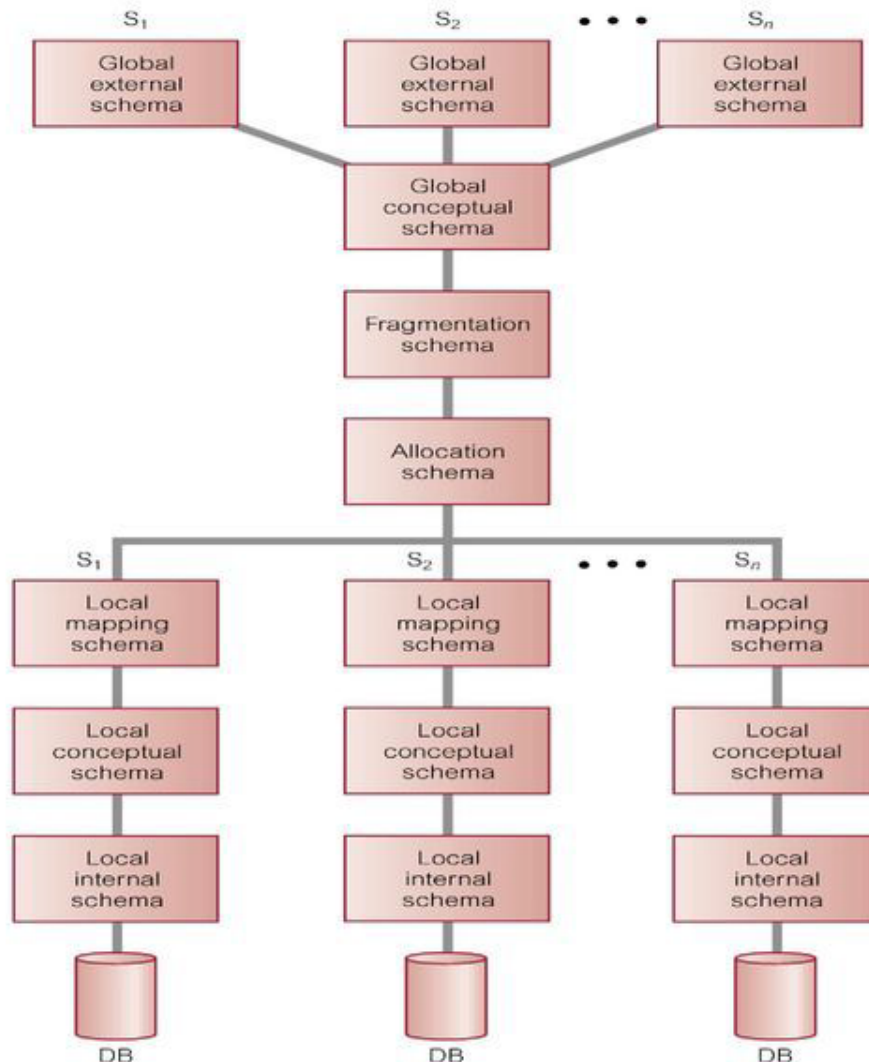 S₁
S₂
• • •
Sₙ
Global
external
schema
Global
external
schema
Global
external
schema
Global
conceptual
schema
Fragmentation
schema
Allocation
schema
S₁
S₂
• • •
Sₙ
Local
mapping
schema
Local
mapping
schema
Local
mapping
schema
Local
conceptual
schema
Local
conceptual
schema
Local
conceptual
schema
Local
internal
schema
Local
internal
schema
Local
internal
schema
DB
DB
DB